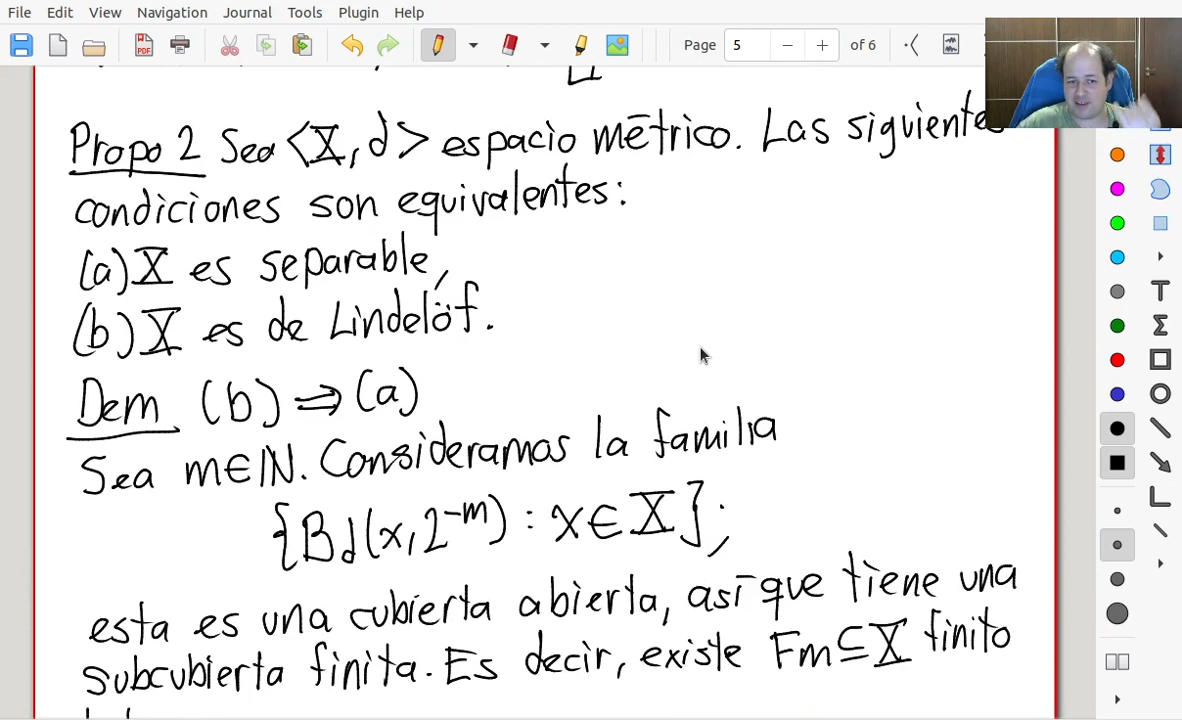 File Edit View Navigation Journal Tools Plugin Help
Page 5 of 6
Propo 2 Sea <X, d> espacio métrico. Las siguientes
condiciones son equivalentes:
(a) X es separable,
(b) X es de Lindelöf.
Dem (b) ⇒ (a)
Sea m∈ℕ. Consideramos la familia
{Bd(x, 2^-m) : x∈X};
esta es una cubierta abierta, así que tiene una
subcubierta finita. Es decir, existe Fm⊆X finito